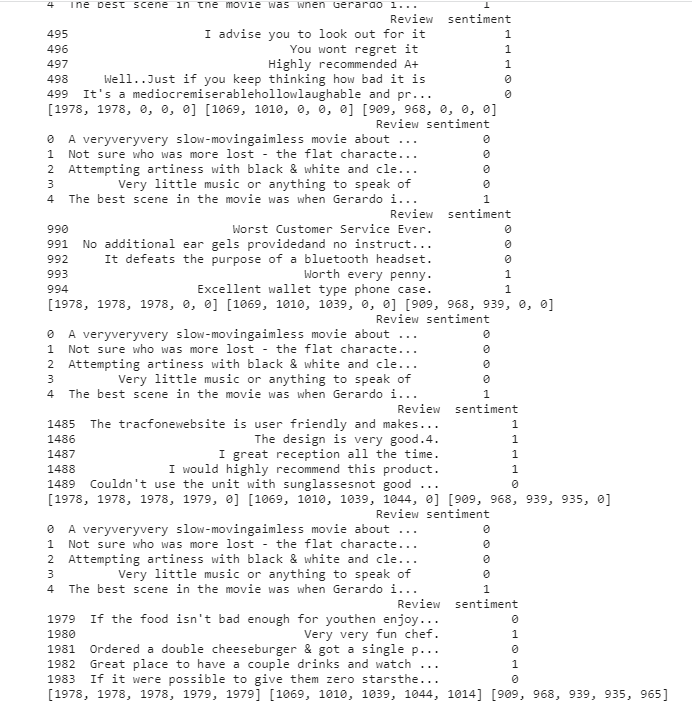 4 The best scene in the movie was when Gerardo i... 1
Review sentiment
495 I advise you to look out for it 1
496 You wont regret it 1
497 Highly recommended A+ 1
498 Well..Just if you keep thinking how bad it is 0
499 It's a mediocremiserablehollowlaughable and pr... 0
[1978, 1978, 0, 0, 0] [1069, 1010, 0, 0, 0] [909, 968, 0, 0, 0]
Review sentiment
0 A veryveryvery slow-movingaimless movie about ... 0
1 Not sure who was more lost - the flat characte... 0
2 Attempting artiness with black & white and cle... 0
3 Very little music or anything to speak of 0
4 The best scene in the movie was when Gerardo i... 1
Review sentiment
990 Worst Customer Service Ever. 0
991 No additional ear gels providedand no instruct... 0
992 It defeats the purpose of a bluetooth headset. 0
993 Worth every penny. 1
994 Excellent wallet type phone case. 1
[1978, 1978, 1978, 0, 0] [1069, 1010, 1039, 0, 0] [909, 968, 939, 0, 0]
Review sentiment
0 A veryveryvery slow-movingaimless movie about ... 0
1 Not sure who was more lost - the flat characte... 0
2 Attempting artiness with black & white and cle... 0
3 Very little music or anything to speak of 0
4 The best scene in the movie was when Gerardo i... 1
Review sentiment
1485 The tracfonewebsite is user friendly and makes... 1
1486 The design is very good.4. 1
1487 I great reception all the time. 1
1488 I would highly recommend this product. 1
1489 Couldn't use the unit with sunglassesnot good ... 0
[1978, 1978, 1978, 1979, 0] [1069, 1010, 1039, 1044, 0] [909, 968, 939, 935, 0]
Review sentiment
0 A veryveryvery slow-movingaimless movie about ... 0
1 Not sure who was more lost - the flat characte... 0
2 Attempting artiness with black & white and cle... 0
3 Very little music or anything to speak of 0
4 The best scene in the movie was when Gerardo i... 1
Review sentiment
1979 If the food isn't bad enough for youthen enjoy... 0
1980 Very very fun chef. 1
1981 Ordered a double cheeseburger & got a single p... 0
1982 Great place to have a couple drinks and watch ... 1
1983 If it were possible to give them zero starsthe... 0
[1978, 1978, 1978, 1979, 1979] [1069, 1010, 1039, 1044, 1014] [909, 968, 939, 935, 965]